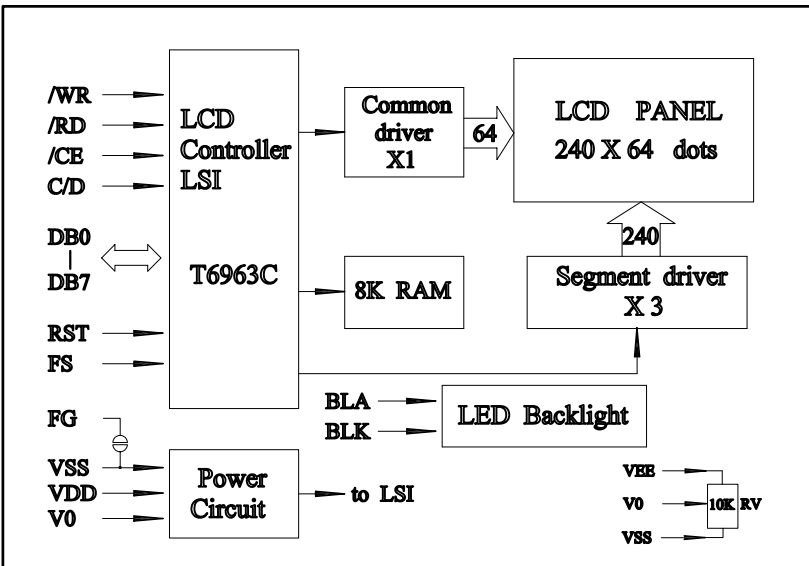 /WR
/RD
/CE
C/D
DB0
DB7
RST
FS
FG
VSS
VDD
V0
LCD
Controller
LSI
T6963C
Common
driver
X1
64
LCD PANEL
240 X 64 dots
240
Segment driver
X 3
8K RAM
BLA
BLK
LED Backlight
Power
Circuit
to LSI
VEE
V0
VSS
10K RV